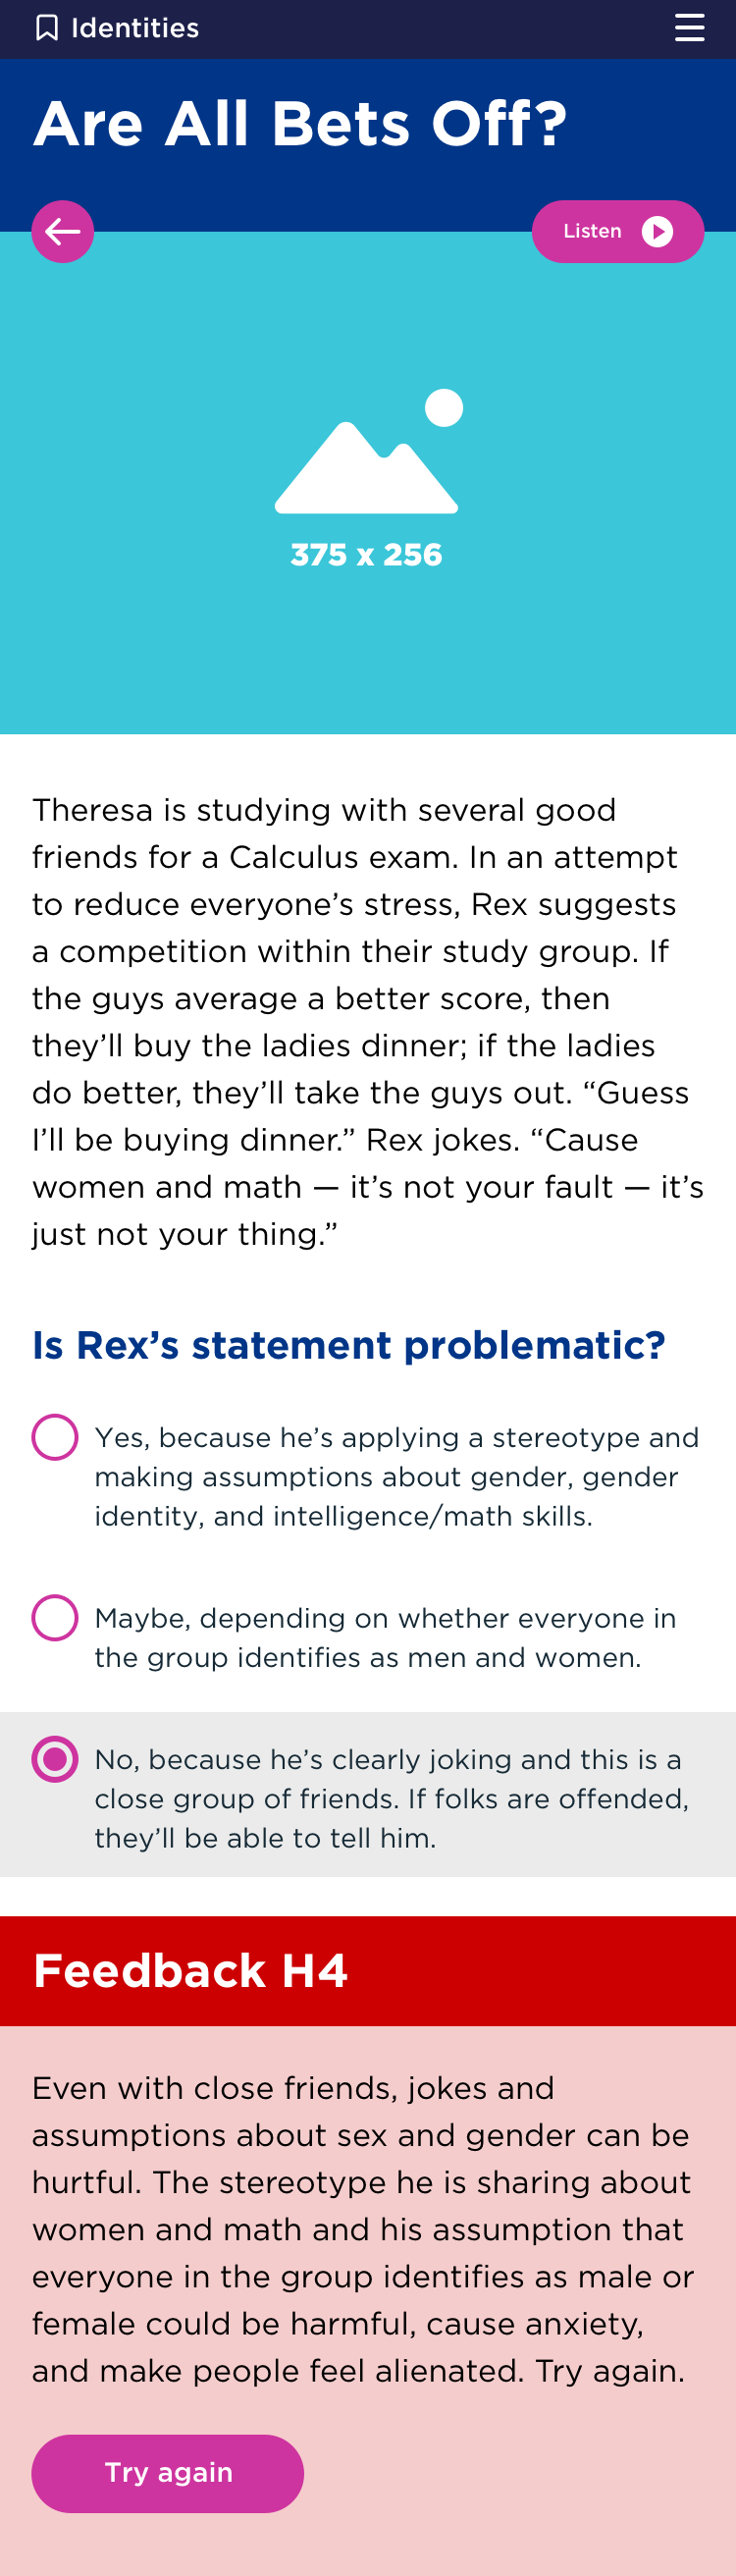 Identities
Are All Bets Off?
Listen
375 x 256
Theresa is studying with several good
friends for a Calculus exam. In an attempt
to reduce everyone’s stress, Rex suggests
a competition within their study group. If
the guys average a better score, then
they’ll buy the ladies dinner; if the ladies
do better, they’ll take the guys out. “Guess
I’ll be buying dinner.” Rex jokes. “Cause
women and math — it’s not your fault — it’s
just not your thing.”
Is Rex’s statement problematic?
Yes, because he’s applying a stereotype and
making assumptions about gender, gender
identity, and intelligence/math skills.
Maybe, depending on whether everyone in
the group identifies as men and women.
No, because he’s clearly joking and this is a
close group of friends. If folks are offended,
they’ll be able to tell him.
Feedback H4
Even with close friends, jokes and
assumptions about sex and gender can be
hurtful. The stereotype he is sharing about
women and math and his assumption that
everyone in the group identifies as male or
female could be harmful, cause anxiety,
and make people feel alienated. Try again.
Try again